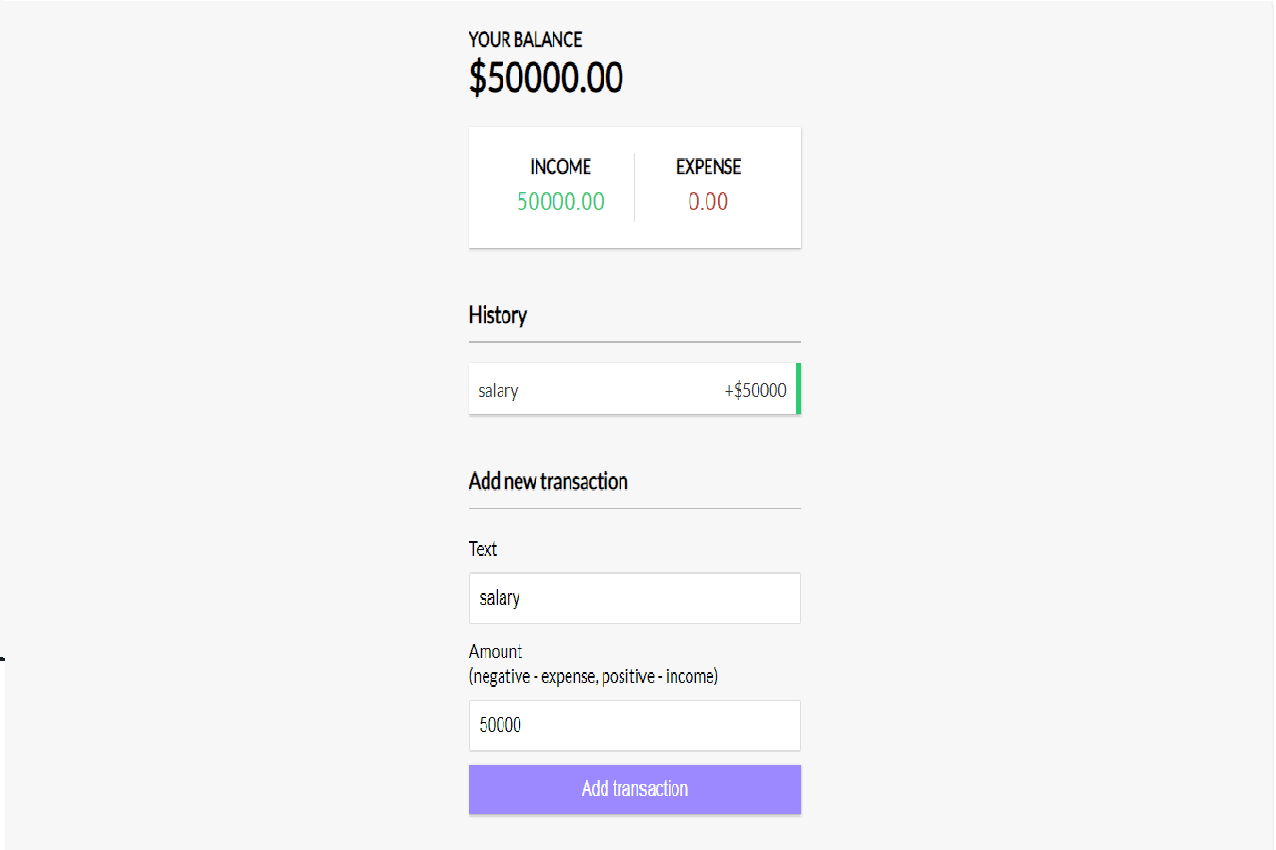 YOUR BALANCE
$50000.00
INCOME EXPENSE
50000.00 0.00
History
salary +$50000
Add new transaction
Text
salary
Amount
(negative - expense, positive - income)
50000
Add transaction